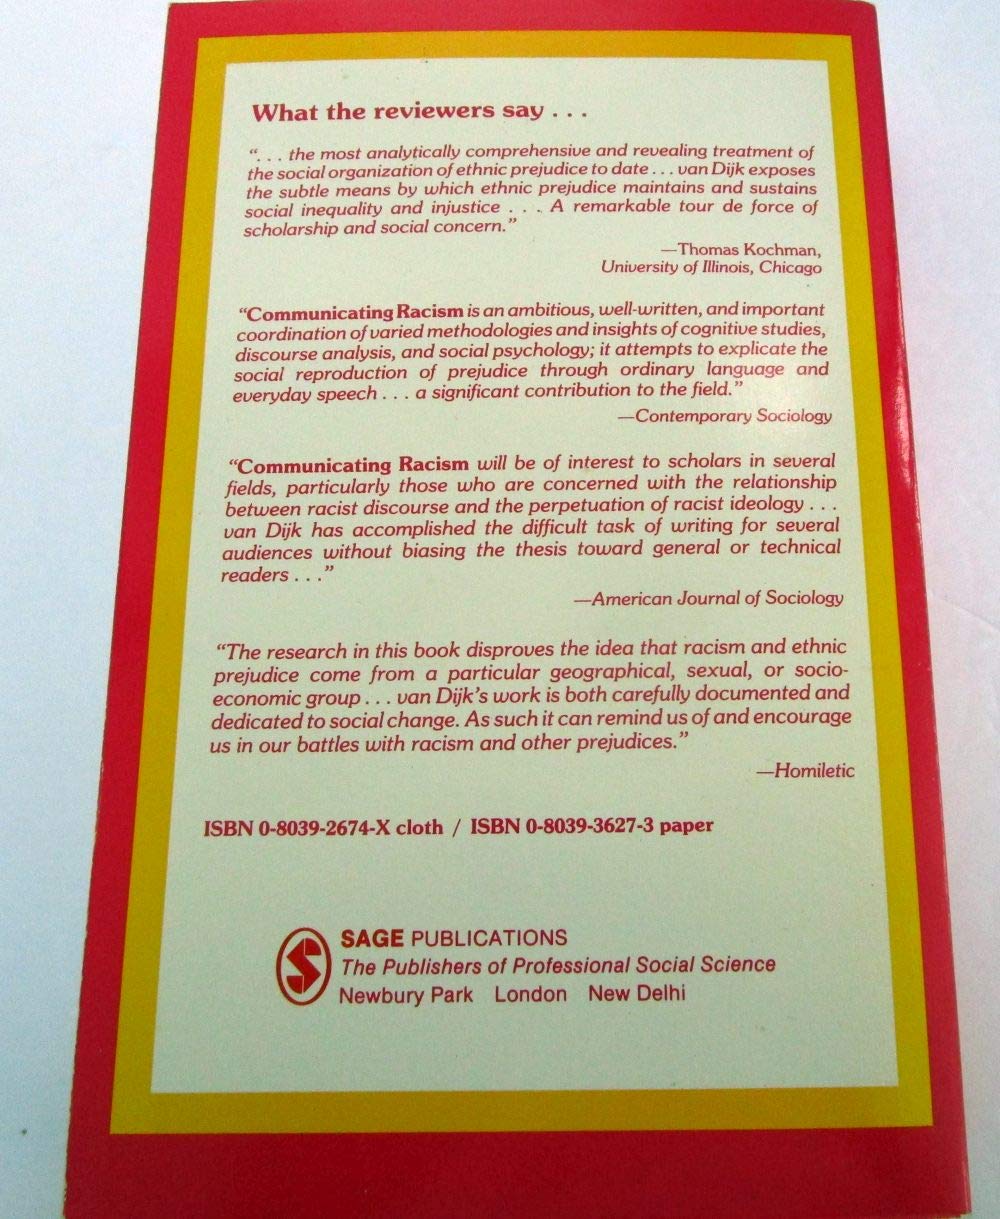 What the reviewers say . . .
“. . . the most analytically comprehensive and revealing treatment of
the social organization of ethnic prejudice to date . . . van Dijk exposes
the subtle means by which ethnic prejudice maintains and sustains
social inequality and injustice . . . A remarkable tour de force of
scholarship and social concern.”
—Thomas Kochman,
University of Illinois, Chicago
“Communicating Racism is an ambitious, well-written, and important
coordination of varied methodologies and insights of cognitive studies,
discourse analysis, and social psychology; it attempts to explicate the
social reproduction of prejudice through ordinary language and
everyday speech . . . a significant contribution to the field.”
—Contemporary Sociology
“Communicating Racism will be of interest to scholars in several
fields, particularly those who are concerned with the relationship
between racist discourse and the perpetuation of racist ideology . . .
van Dijk has accomplished the difficult task of writing for several
audiences without biasing the thesis toward general or technical
readers . . .”
—American Journal of Sociology
“The research in this book disproves the idea that racism and ethnic
prejudice come from a particular geographical, sexual, or socio-
economic group . . . van Dijk’s work is both carefully documented and
dedicated to social change. As such it can remind us of and encourage
us in our battles with racism and other prejudices.”
—Homiletic
ISBN 0-8039-2674-X cloth / ISBN 0-8039-3627-3 paper
SAGE PUBLICATIONS
The Publishers of Professional Social Science
Newbury Park London New Delhi